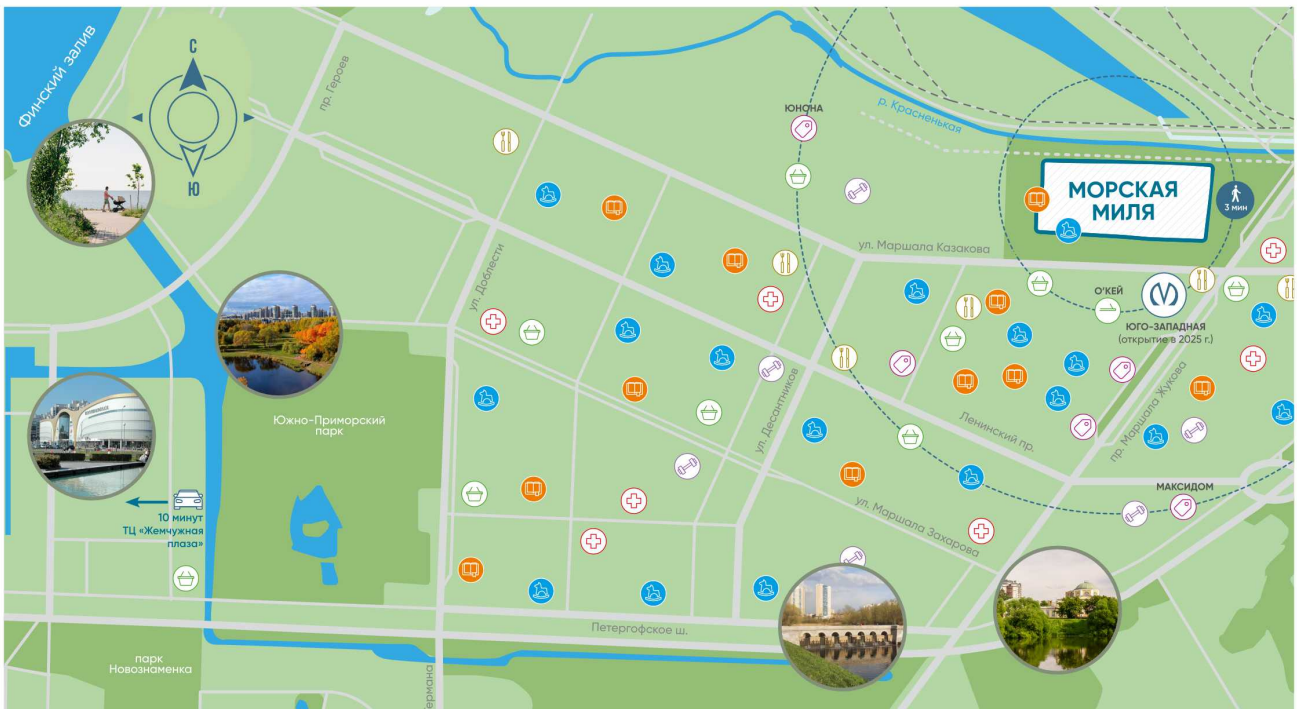 Финский залив
С
Ю
пр. Героев
ЮНОНА
р. Красненькая
МОРСКАЯ
МИЛЯ
3 мин
ул. Маршала Казакова
ул. Доблести
О'КЕЙ
ЮГО-ЗАПАДНАЯ
(открытие в 2025 г.)
Южно-Приморский
парк
ул. Десантников
Ленинский пр.
пр. Маршала Жукова
10 минут
ТЦ «Жемчужная
плаза»
МАКСИДОМ
ул. Маршала Захарова
Петергофское ш.
парк
Новознаменка
Германа